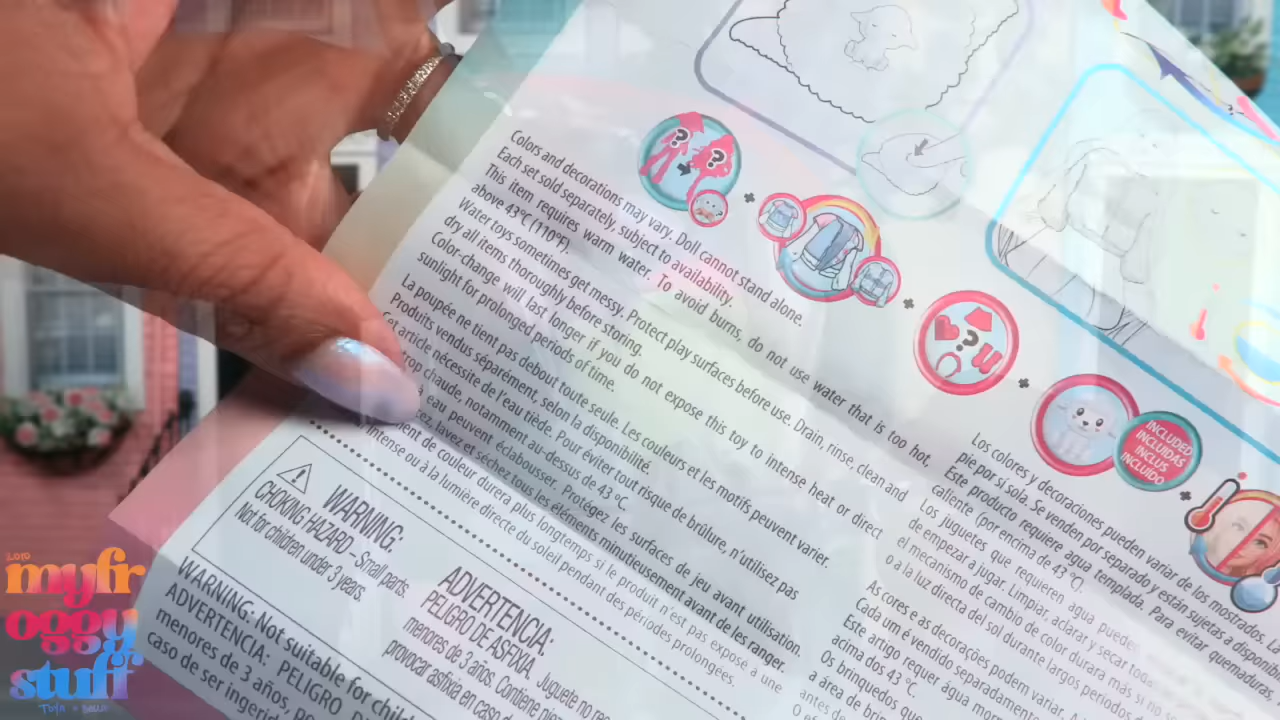 Colors and decorations may vary. Doll cannot stand alone.
Each set sold separately, subject to availability.
This item requires warm water. To avoid burns, do not use water that is too hot,
above 43°C (110°F).
Water toys sometimes get messy. Protect play surfaces before use. Drain, rinse, clean and
dry all items thoroughly before storing.
Color-change will last longer if you do not expose this toy to intense heat or direct
sunlight for prolonged periods of time.
La poupée ne tient pas debout toute seule. Les couleurs et les motifs peuvent varier.
Produits vendus séparément, selon la disponibilité.
Cet article nécessite de l'eau tiède. Pour éviter tout risque de brûlure, n'utilisez pas
trop chaude, notamment au-dessus de 43 °C.
eau peuvent éclabousser. Protégez les surfaces de jeu avant utilisation.
lavez et séchez tous les éléments minutieusement avant de les ranger.
de couleur durera plus longtemps si le produit n'est pas exposé à une
intense ou à la lumière directe du soleil pendant des périodes prolongées.
WARNING:
CHOKING HAZARD - Small parts.
Not for children under 3 years.
ADVERTENCIA:
PELIGRO DE ASFIXIA. Juguete no
menores de 3 años. Contiene
provocar asfixia en caso
WARNING: Not suitable for
ADVERTENCIA: PELIGRO
menores de 3 años,
caso de ser
Los colores y decoraciones pueden variar de los mostrados.
pie por sí sola. Se venden por separado y están sujetas a
Este producto requiere agua templada. Para evitar quemaduras,
caliente (por encima de 43 °C).
Los juguetes que requieren agua
de empezar a jugar. Limpiar, aclarar y secar
el mecanismo de cambio de color durará más si no
o a la luz directa del sol durante largos periodos
As cores e as decorações podem variar.
Cada um é vendido separadamente
Este artigo requer água
acima dos 43 °C.
Os brinquedos que
a área de
antes de
INCLUDED
INCLUIDAS
INCLUS
INCLUÍDO
myfr
oggy
stuff